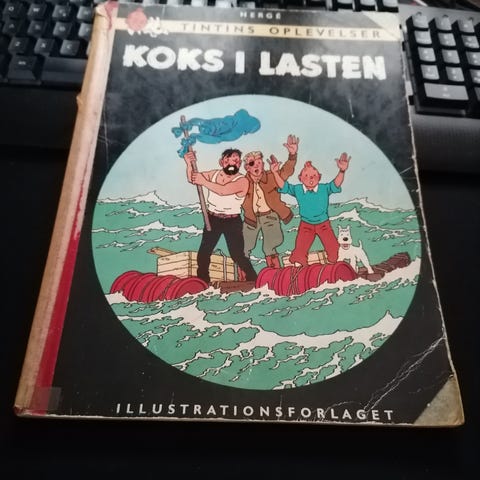 HERGÉ
TINTINS OPLEVELSER
KOKS I LASTEN
ILLUSTRATIONSFORLAGET